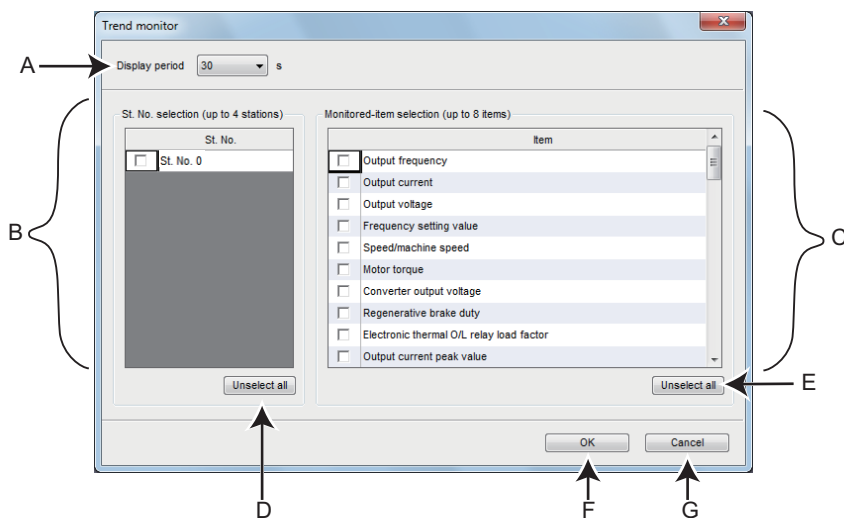 Trend monitor
A
Display period 30 s
St. No. selection (up to 4 stations)
Monitored-item selection (up to 8 items)
St. No.
Item
St. No. 0
Output frequency
Output current
Output voltage
Frequency setting value
B
C
Speed/machine speed
Motor torque
Converter output voltage
Regenerative brake duty
Electronic thermal O/L relay load factor
Output current peak value
Unselect all
Unselect all
E
OK
Cancel
D
F
G